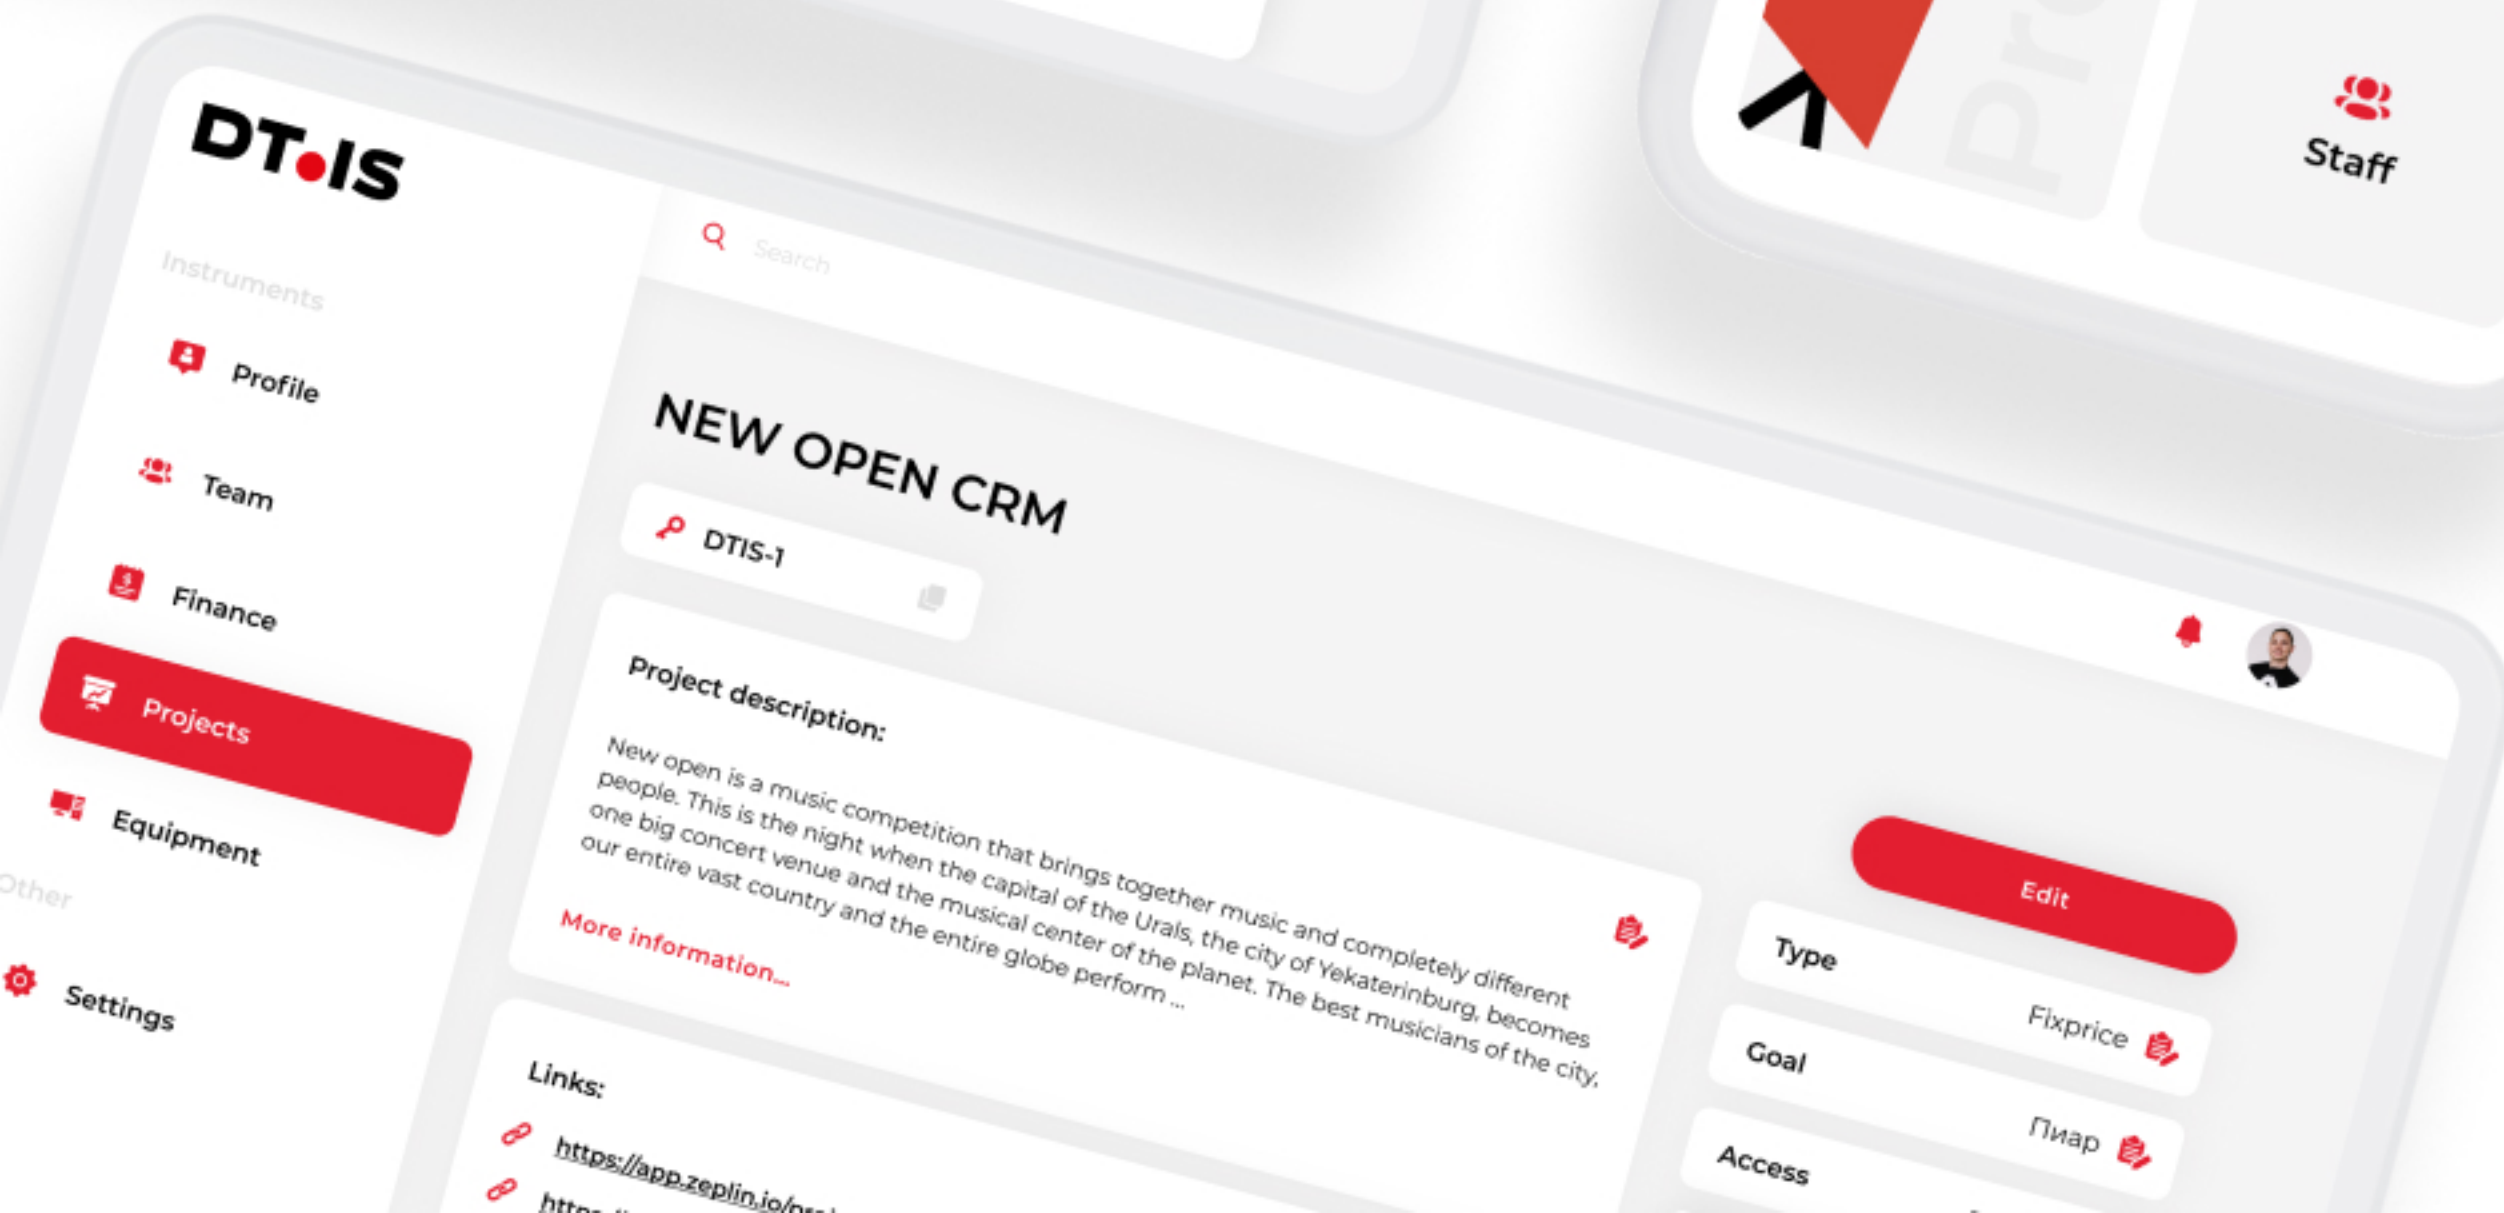 DT.IS
Instruments
Profile
Team
Finance
Projects
Equipment
Other
Settings
Search
NEW OPEN CRM
DTIS-1
Project description:
New open is a music competition that brings together music and completely different
people. This is the night when the capital of the Urals, the city of Yekaterinburg, becomes
one big concert venue and the musical center of the planet. The best musicians of the city,
our entire vast country and the entire globe perform ...
More information...
Links:
https://app.zeplin.io/
Edit
Type
Fixprice
Goal
Пиар
Access
Staff